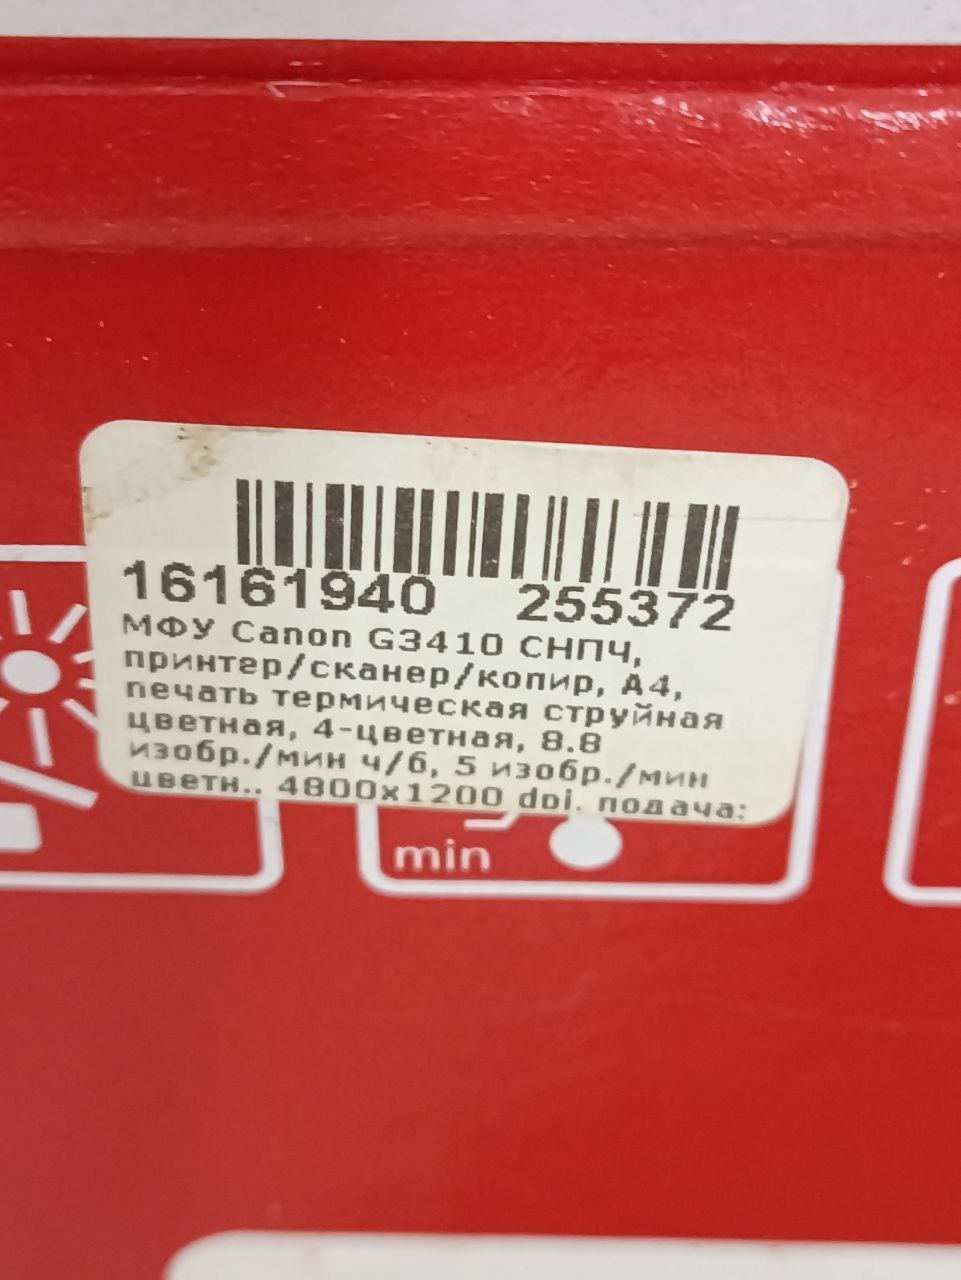 16161940 255372
МФУ Canon G3410 СНПЧ,
принтер/сканер/копир, A4,
печать термическая струйная
цветная, 4-цветная, 8.8
изобр./мин ч/б, 5 изобр./мин
цветн.. 4800x1200 dpi. подача:
min